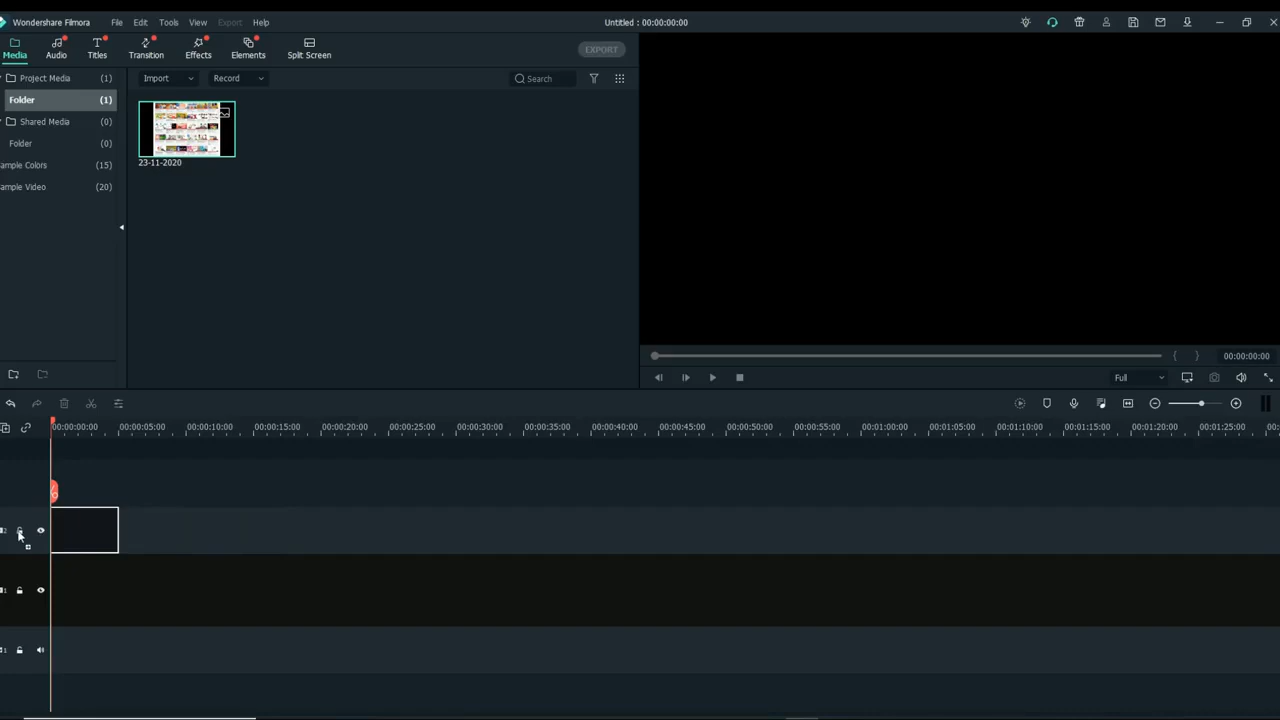 Wondershare Filmora File Edit Tools View Export Help Untitled : 00:00:00:00
Media Audio Titles Transition Effects Elements Split Screen EXPORT
Project Media (1) Import Record Search
Folder (1)
Shared Media (0)
Folder (0)
ample Colors (15)
ample Video (20)
23-11-2020
00:00:00:00
Full
00:00:00:00 00:00:05:00 00:00:10:00 00:00:15:00 00:00:20:00 00:00:25:00 00:00:30:00 00:00:35:00 00:00:40:00 00:00:45:00 00:00:50:00 00:00:55:00 00:01:00:00 00:01:05:00 00:01:10:00 00:01:15:00 00:01:20:00 00:01:25:00 00:0
2
1
1